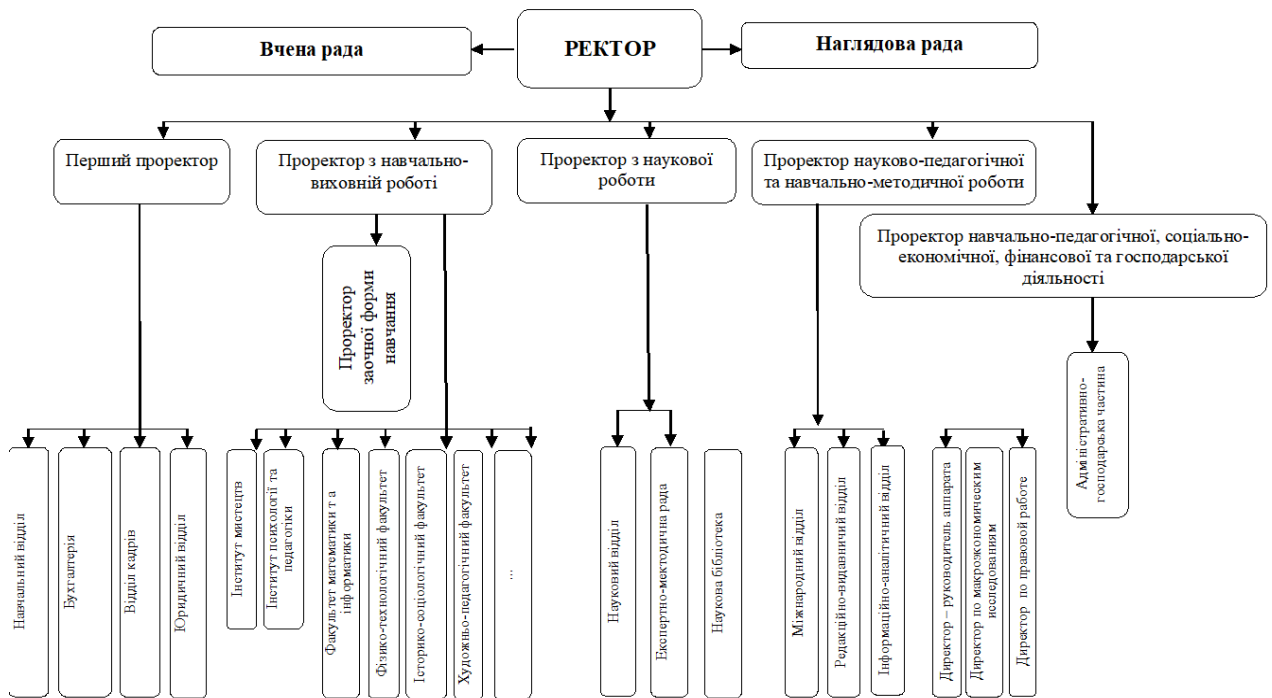 Вчена рада
РЕКТОР
Наглядова рада
Перший проректор
Проректор з навчально-
виховній роботі
Проректор з наукової
роботи
Проректор науково-педагогічної
та навчально-методичної роботи
Проректор навчально-педагогічної, соціально-
економічної, фінансової та господарської
діяльності
Проректор
заочної форми
навчання
Адміністративно-
господарська частина
Навчальний відділ
Бухгалтерія
Відділ кадрів
Юридичний відділ
Інститут мистецтв
Інститут психології та
педагогіки
Факультет математики т а
інформатики
Фізико-технологічний факультет
Історико-соціологічний факультет
Художньо-педагогічний факультет
...
Науковий відділ
Експертно-мектодична рада
Наукова бібліотека
Міжнародний відділ
Редакційно-видавничий відділ
Інформаційно-аналітичний відділ
Директор – руководитель аппарата
Директор по макроэкономическим
исследованиям
Директор по правовой работе